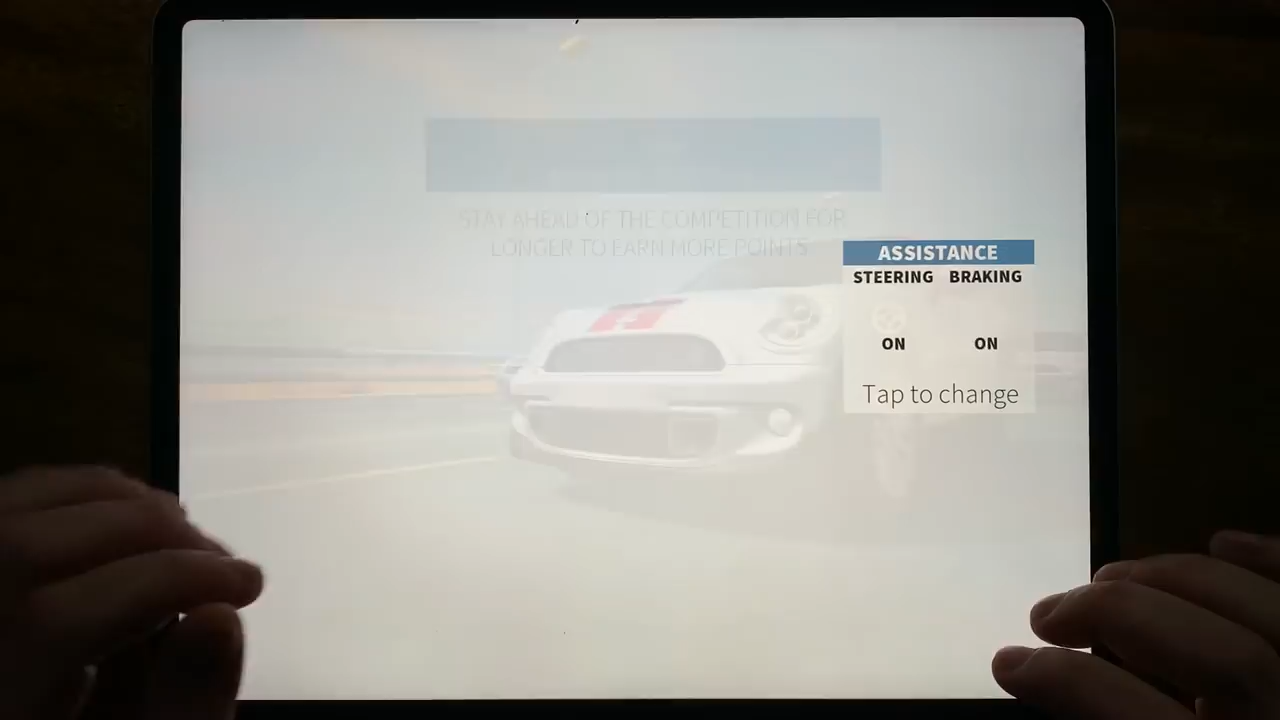 STAY AHEAD OF THE COMPETITION FOR
LONGER TO EARN MORE POINTS
ASSISTANCE
STEERING BRAKING
ON ON
Tap to change